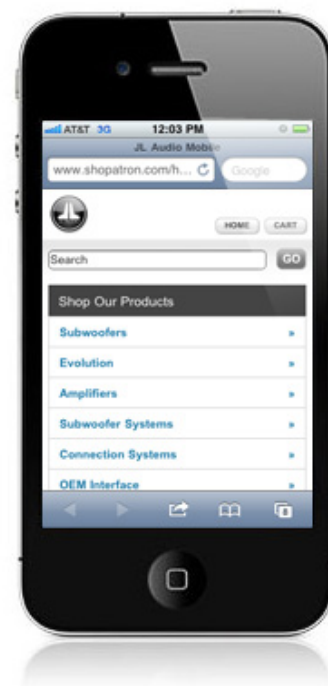 AT&T 3G 12:03 PM
JL Audio Mobile
www.shopatron.com/h... Google
HOME CART
Search GO
Shop Our Products
Subwoofers »
Evolution »
Amplifiers »
Subwoofer Systems »
Connection Systems »
OEM Interface »
8